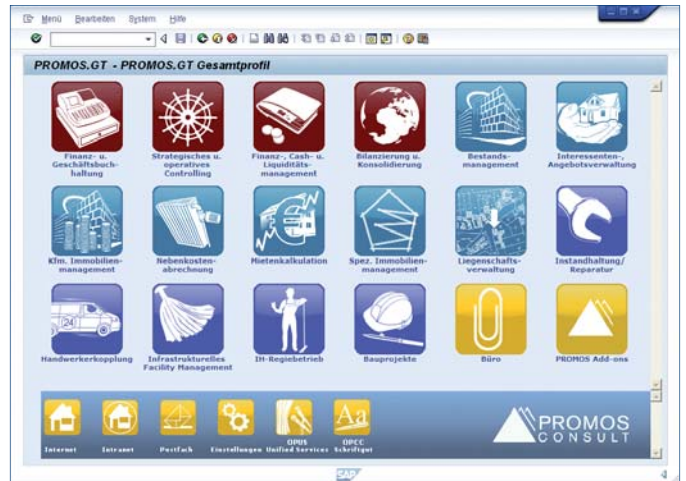 Menü Bearbeiten System Hilfe
PROMOS.GT - PROMOS.GT Gesamtprofil
Finanz- u.
Geschäftsbuch-
haltung
Strategisches u.
operatives
Controlling
Finanz-, Cash- u.
Liquiditäts-
management
Bilanzierung u.
Konsolidierung
Bestands-
management
Interessenten-,
Angebotsverwaltung
Kfm. Immobilien-
management
Nebenkosten-
abrechnung
Mietenkalkulation
Spez. Immobilien-
management
Liegenschafts-
verwaltung
Instandhaltung/
Reparatur
24
Handwerkerkopplung
Infrastrukturelles
Facility Management
IH-Regiebetrieb
Bauprojekte
Büro
PROMOS Add-ons
Internet
Intranet
Postfach
Einstellungen
OPUS
Unified Services
Aa
OPCC
Schriftgut
PROMOS
CONSULT
SAP